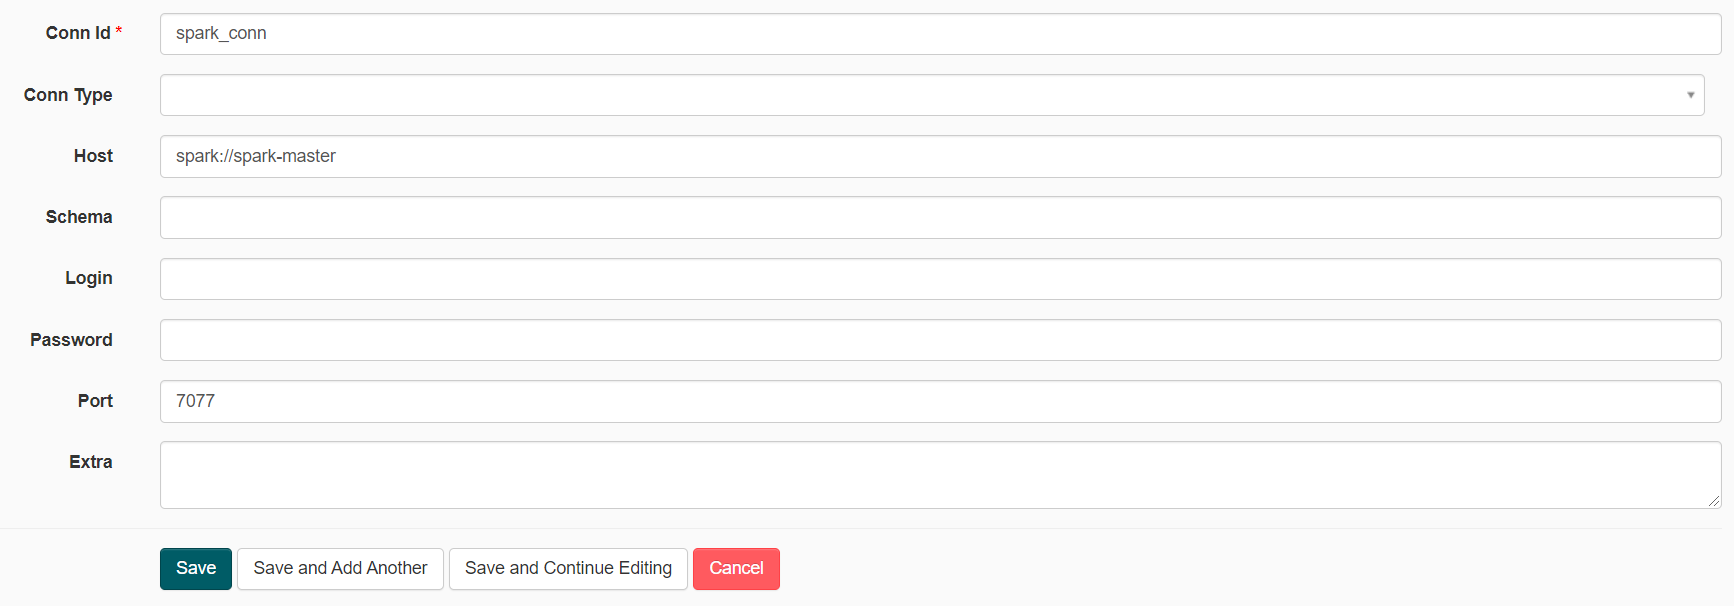 Conn Id * spark_conn
Conn Type
Host spark://spark-master
Schema
Login
Password
Port 7077
Extra
Save Save and Add Another Save and Continue Editing Cancel